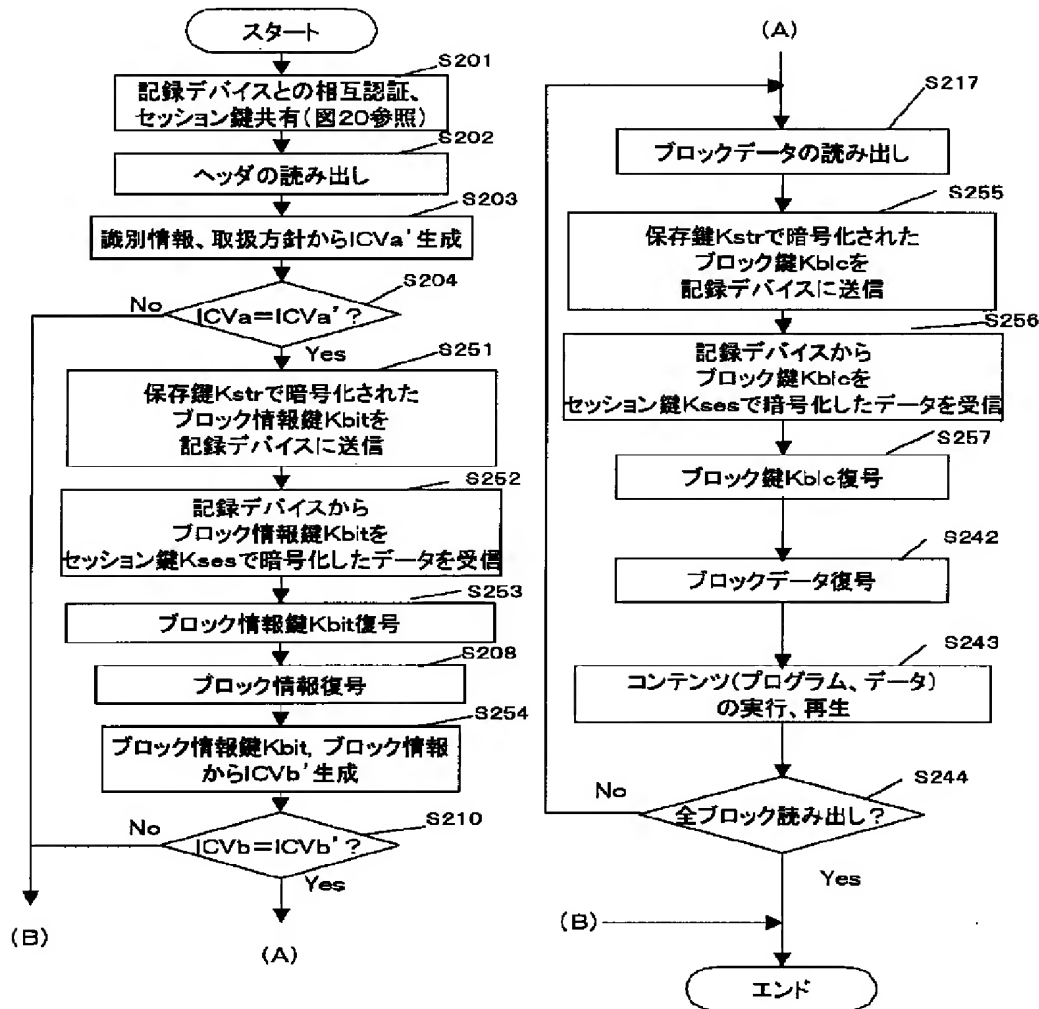 スタート
S201
記録デバイスとの相互認証、
セッション鍵共有(図20参照)
S202
ヘッダの読み出し
S203
識別情報、取扱方針からICVa'生成
S204
ICVa=ICVa'?
No
Yes
S251
保存鍵Kstrで暗号化された
ブロック情報鍵Kbitを
記録デバイスに送信
S252
記録デバイスから
ブロック情報鍵Kbitを
セッション鍵Ksesで暗号化したデータを受信
S253
ブロック情報鍵Kbit復号
S208
ブロック情報復号
S254
ブロック情報鍵Kbit, ブロック情報
からICVb'生成
S210
ICVb=ICVb'?
No
Yes
(B)
(A)
(A)
S217
ブロックデータの読み出し
S255
保存鍵Kstrで暗号化された
ブロック鍵Kblcを
記録デバイスに送信
S256
記録デバイスから
ブロック鍵Kblcを
セッション鍵Ksesで暗号化したデータを受信
S257
ブロック鍵Kblc復号
S242
ブロックデータ復号
S243
コンテンツ(プログラム、データ)
の実行、再生
S244
全ブロック読み出し?
No
Yes
(B)
エンド